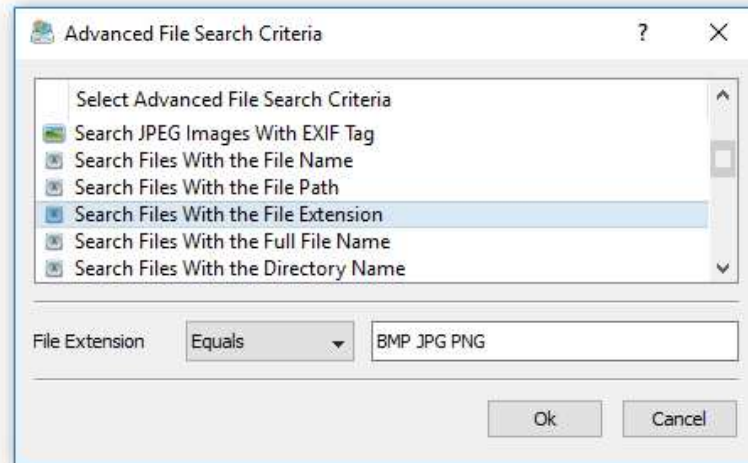 Advanced File Search Criteria ?
Select Advanced File Search Criteria
Search JPEG Images With EXIF Tag
Search Files With the File Name
Search Files With the File Path
Search Files With the File Extension
Search Files With the Full File Name
Search Files With the Directory Name
File Extension Equals BMP JPG PNG
Ok Cancel